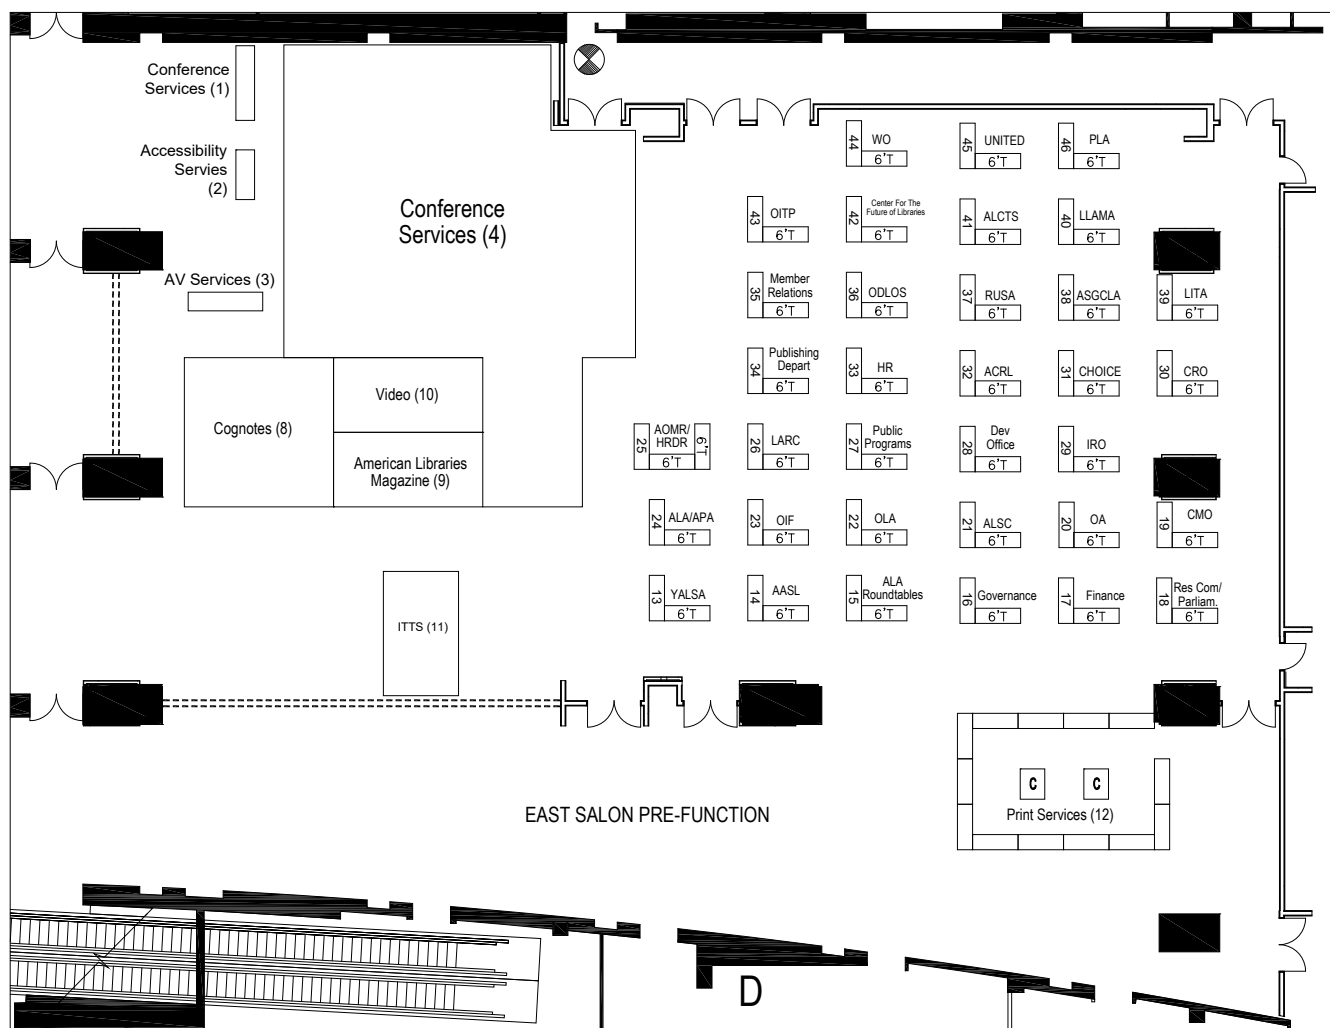 Conference
Services (1)
Accessibility
Servies
(2)
Conference
Services (4)
AV Services (3)
Cognotes (8)
Video (10)
American Libraries
Magazine (9)
ITTS (11)
44
WO
6'T
45
UNITED
6'T
46
PLA
6'T
43
OITP
6'T
42
Center For The
Future of Libraries
6'T
41
ALCTS
6'T
40
LLAMA
6'T
35
Member
Relations
6'T
36
ODLOS
6'T
37
RUSA
6'T
38
ASGCLA
6'T
39
LITA
6'T
34
Publishing
Depart
6'T
33
HR
6'T
32
ACRL
6'T
31
CHOICE
6'T
30
CRO
6'T
25
AOMR/
HRDR
6'T
6'T
26
LARC
6'T
27
Public
Programs
6'T
28
Dev
Office
6'T
29
IRO
6'T
24
ALA/APA
6'T
23
OIF
6'T
22
OLA
6'T
21
ALSC
6'T
20
OA
6'T
19
CMO
6'T
13
YALSA
6'T
14
AASL
6'T
15
ALA
Roundtables
6'T
16
Governance
6'T
17
Finance
6'T
18
Res Com/
Parliam.
6'T
C
C
Print Services (12)
EAST SALON PRE-FUNCTION
D